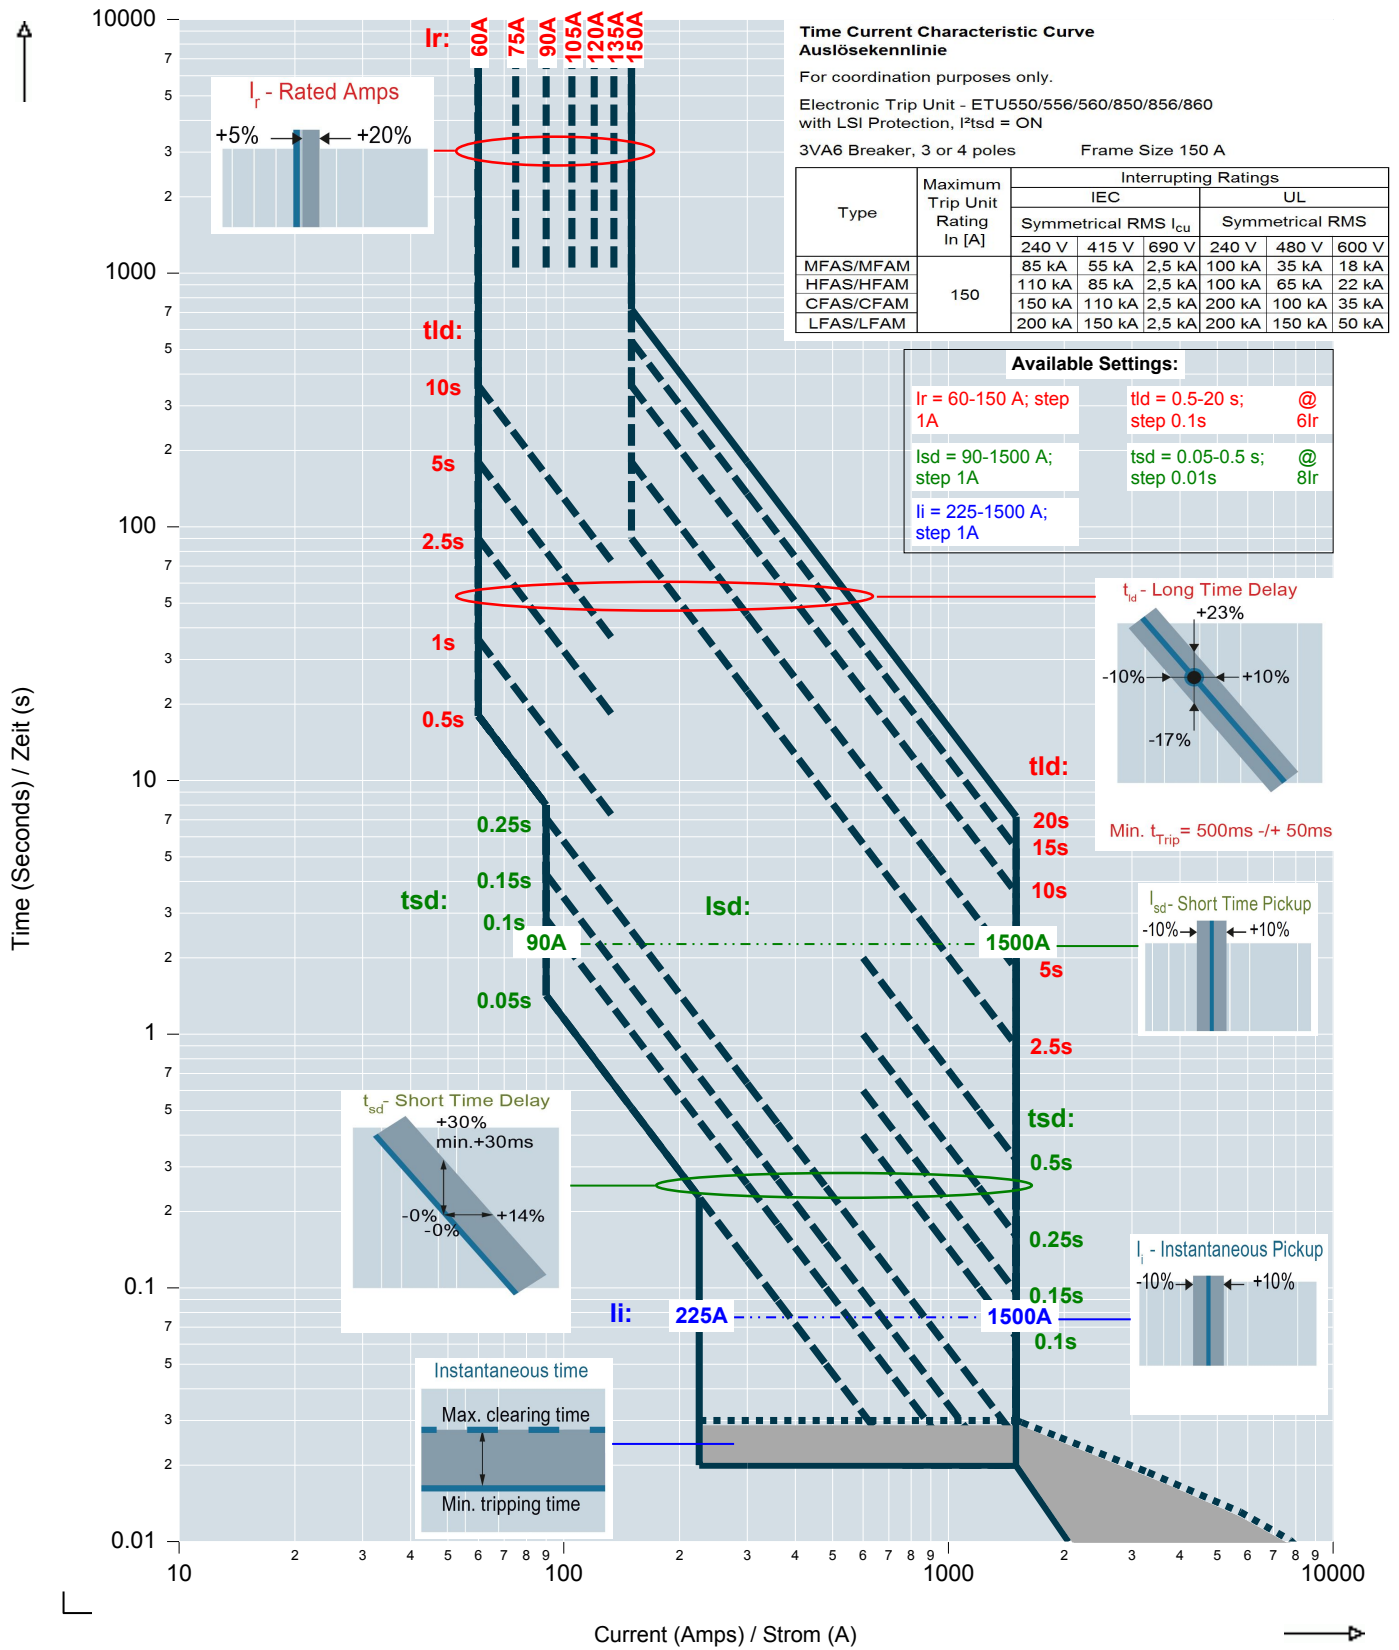 Time Current Characteristic Curve
Auslösekennlinie
For coordination purposes only.
Electronic Trip Unit - ETU550/556/560/850/856/860
with LSI Protection, I²tsd = ON
3VA6 Breaker, 3 or 4 poles Frame Size 150 A
Type
Maximum
Trip Unit
Rating
In [A]
Interrupting Ratings
IEC UL
Symmetrical RMS Icu Symmetrical RMS
240 V 415 V 690 V 240 V 480 V 600 V
MFAS/MFAM 85 kA 55 kA 2,5 kA 100 kA 35 kA 18 kA
HFAS/HFAM 110 kA 85 kA 2,5 kA 100 kA 65 kA 22 kA
150
CFAS/CFAM 150 kA 110 kA 2,5 kA 200 kA 100 kA 35 kA
LFAS/LFAM 200 kA 150 kA 2,5 kA 200 kA 150 kA 50 kA
Available Settings:
Ir = 60-150 A; step
1A
tld = 0.5-20 s; @
step 0.1s 6Ir
Isd = 90-1500 A;
step 1A
tsd = 0.05-0.5 s; @
step 0.01s 8Ir
Ii = 225-1500 A;
step 1A
Ir: 60A 75A 90A 105A 120A 135A 150A
Ir - Rated Amps
+5% +20%
tld:
10s
5s
2.5s
1s
0.5s
tld - Long Time Delay
+23%
-10% +10%
-17%
Min. tTrip= 500ms -/+ 50ms
tld:
20s
15s
10s
5s
2.5s
tsd:
0.25s
0.15s
0.1s
0.05s
Isd:
90A 1500A
Isd- Short Time Pickup
-10% +10%
tsd:
0.5s
0.25s
0.15s
0.1s
tsd- Short Time Delay
+30%
min.+30ms
-0% +14%
-0%
Ii:
225A 1500A
Ii - Instantaneous Pickup
-10% +10%
Instantaneous time
Max. clearing time
Min. tripping time
Time (Seconds) / Zeit (s)
10000
7
5
3
2
1000
7
5
3
2
100
7
5
3
2
10
7
5
3
2
1
7
5
3
2
0.1
7
5
3
2
0.01
2 3 4 5 6 7 8 9 2 3 4 5 6 7 8 9 2 3 4 5 6 7 8 9
10 100 1000 10000
Current (Amps) / Strom (A)